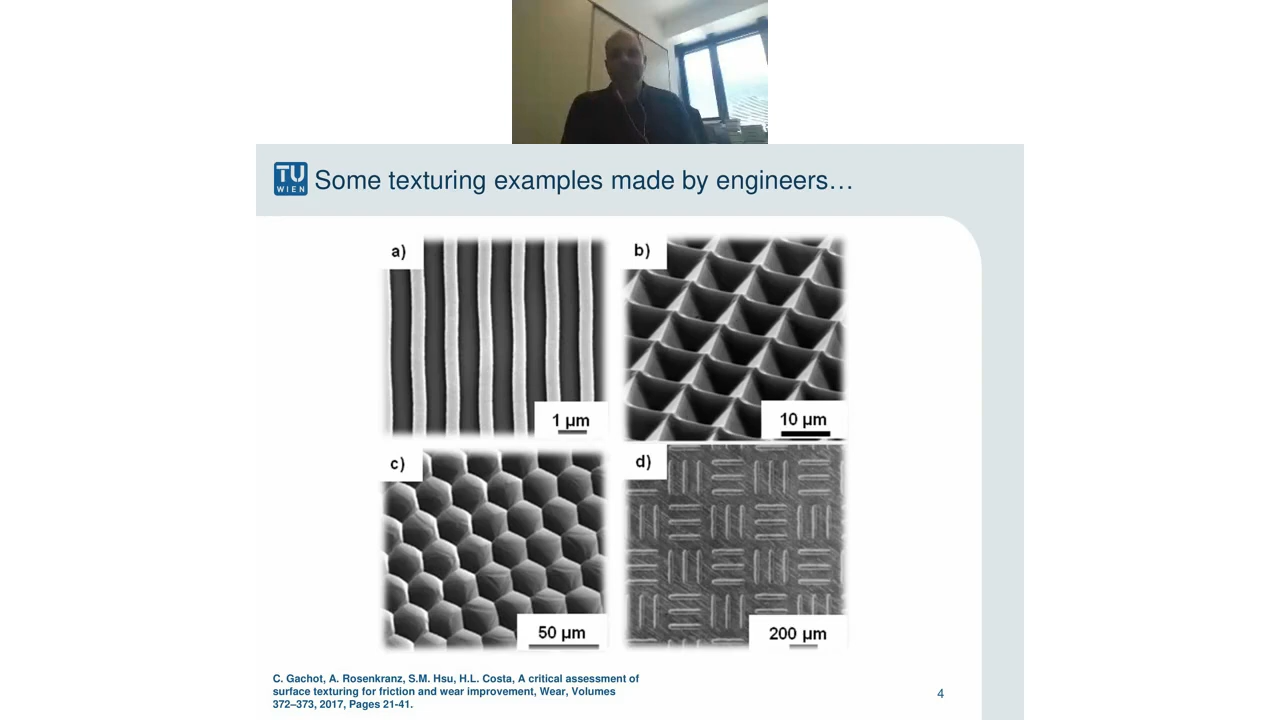 TU
WIEN
Some texturing examples made by engineers…
a)
b)
1 µm
10 µm
c)
d)
50 µm
200 µm
C. Gachot, A. Rosenkranz, S.M. Hsu, H.L. Costa, A critical assessment of
surface texturing for friction and wear improvement, Wear, Volumes
372–373, 2017, Pages 21-41.
4